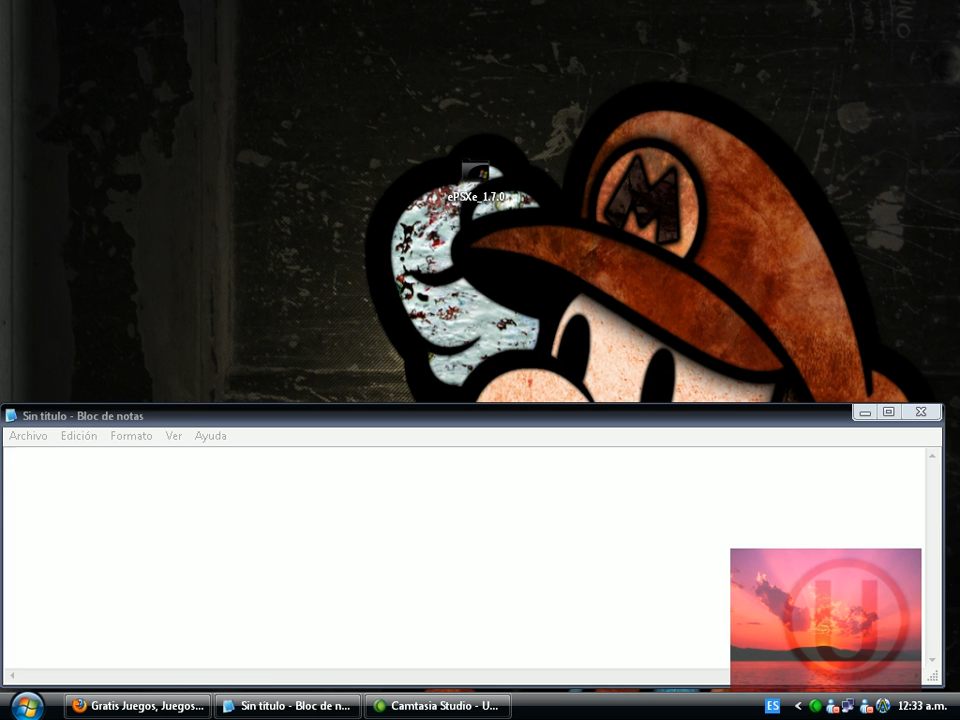 M
ePSXe_1.7.0
Sin título - Bloc de notas
Archivo Edición Formato Ver Ayuda
U
Gratis Juegos, Juegos... Sin título - Bloc de n... Camtasia Studio - U... ES 12:33 a.m.